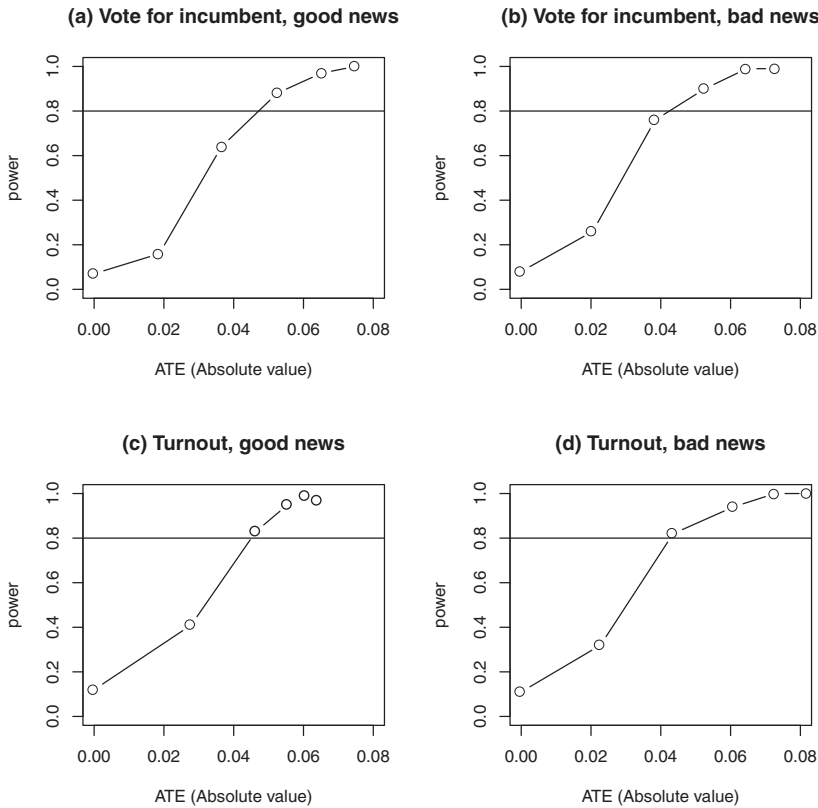 (a) Vote for incumbent, good news
power
0.0 0.2 0.4 0.6 0.8 1.0
0.00 0.02 0.04 0.06 0.08
ATE (Absolute value)
(b) Vote for incumbent, bad news
power
0.0 0.2 0.4 0.6 0.8 1.0
0.00 0.02 0.04 0.06 0.08
ATE (Absolute value)
(c) Turnout, good news
power
0.0 0.2 0.4 0.6 0.8 1.0
0.00 0.02 0.04 0.06 0.08
ATE (Absolute value)
(d) Turnout, bad news
power
0.0 0.2 0.4 0.6 0.8 1.0
0.00 0.02 0.04 0.06 0.08
ATE (Absolute value)